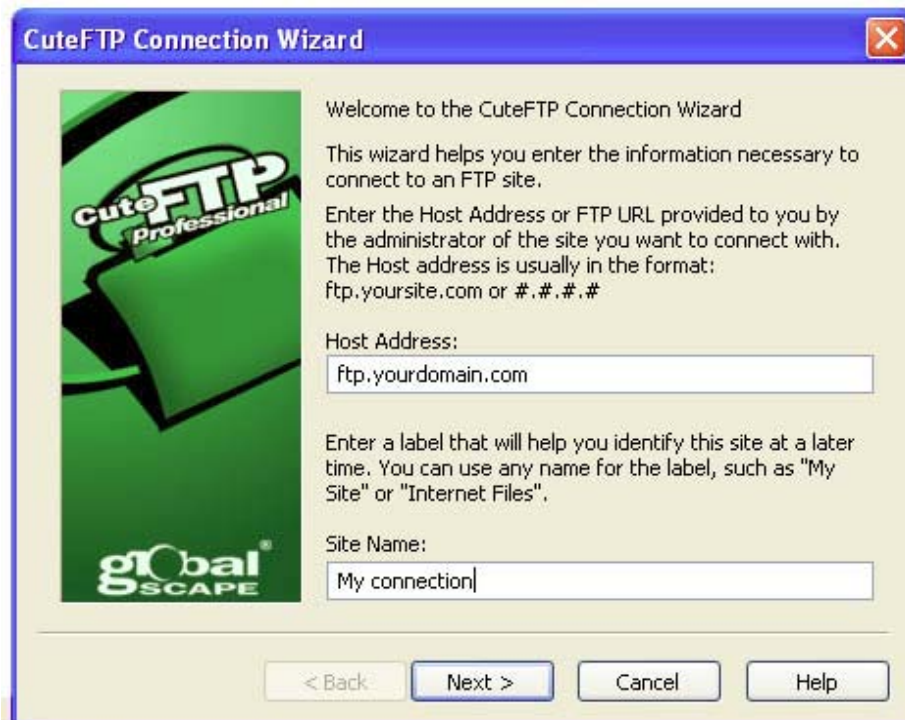 CuteFTP Connection Wizard
cuteFTP
Professional
globalSCAPE®
Welcome to the CuteFTP Connection Wizard
This wizard helps you enter the information necessary to
connect to an FTP site.
Enter the Host Address or FTP URL provided to you by
the administrator of the site you want to connect with.
The Host address is usually in the format:
ftp.yoursite.com or #.#.#.#
Host Address:
ftp.yourdomain.com
Enter a label that will help you identify this site at a later
time. You can use any name for the label, such as "My
Site" or "Internet Files".
Site Name:
My connection
< Back Next > Cancel Help